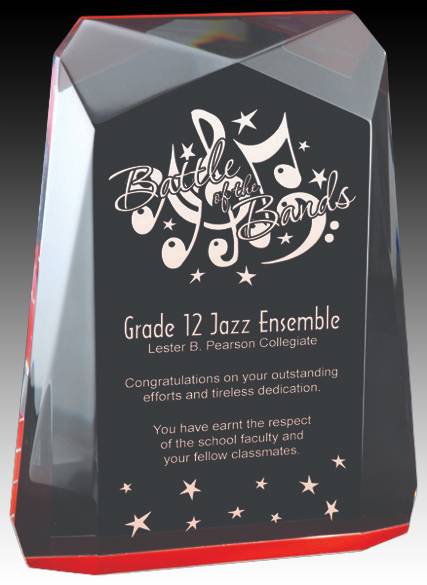 Battle
of the
Bands
Grade 12 Jazz Ensemble
Lester B. Pearson Collegiate
Congratulations on your outstanding
efforts and tireless dedication.
You have earnt the respect
of the school faculty and
your fellow classmates.